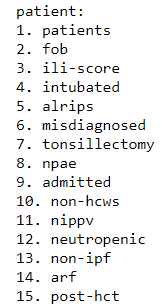 patient:
1. patients
2. fob
3. ili-score
4. intubated
5. alrips
6. misdiagnosed
7. tonsillectomy
8. npae
9. admitted
10. non-hcws
11. nippv
12. neutropenic
13. non-ipf
14. arf
15. post-hct